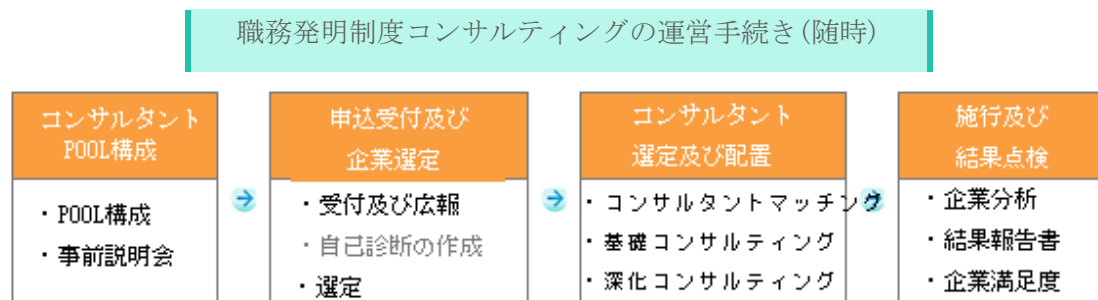 職務発明制度コンサルティングの運営手続き(随時)
コンサルタント
POOL構成
・POOL構成
・事前説明会
申込受付及び
企業選定
・受付及び広報
・自己診断の作成
・選定
コンサルタント
選定及び配置
・コンサルタントマッチング
・基礎コンサルティング
・深化コンサルティング
施行及び
結果点検
・企業分析
・結果報告書
・企業満足度